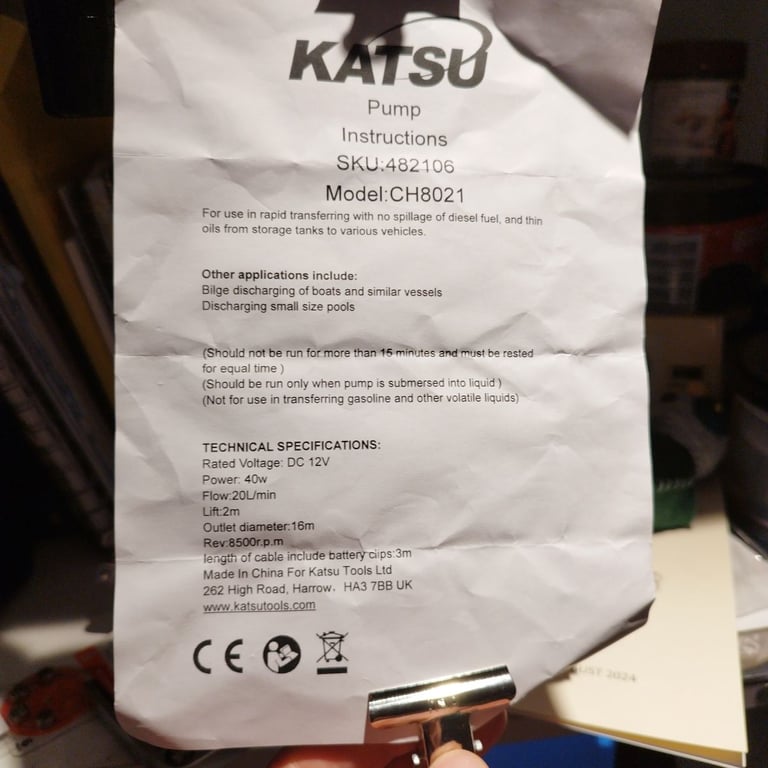 KATSU
Pump
Instructions
SKU:482106
Model:CH8021
For use in rapid transferring with no spillage of diesel fuel, and thin
oils from storage tanks to various vehicles.
Other applications include:
Bilge discharging of boats and similar vessels
Discharging small size pools
(Should not be run for more than 15 minutes and must be rested
for equal time )
(Should be run only when pump is submersed into liquid )
(Not for use in transferring gasoline and other volatile liquids)
TECHNICAL SPECIFICATIONS:
Rated Voltage: DC 12V
Power: 40w
Flow:20L/min
Lift:2m
Outlet diameter:16m
Rev:8500r.p.m
length of cable include battery clips:3m
Made In China For Katsu Tools Ltd
262 High Road, Harrow, HA3 7BB UK
www.katsutools.com
CE
2024